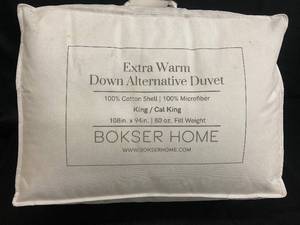 Extra Warm
Down Alternative Duvet
100% Cotton Shell | 100% Microfiber
King / Cal King
108in. x 94in. | 80 oz. Fill Weight
BOKSER HOME
WWW.BOKSERHOME.COM